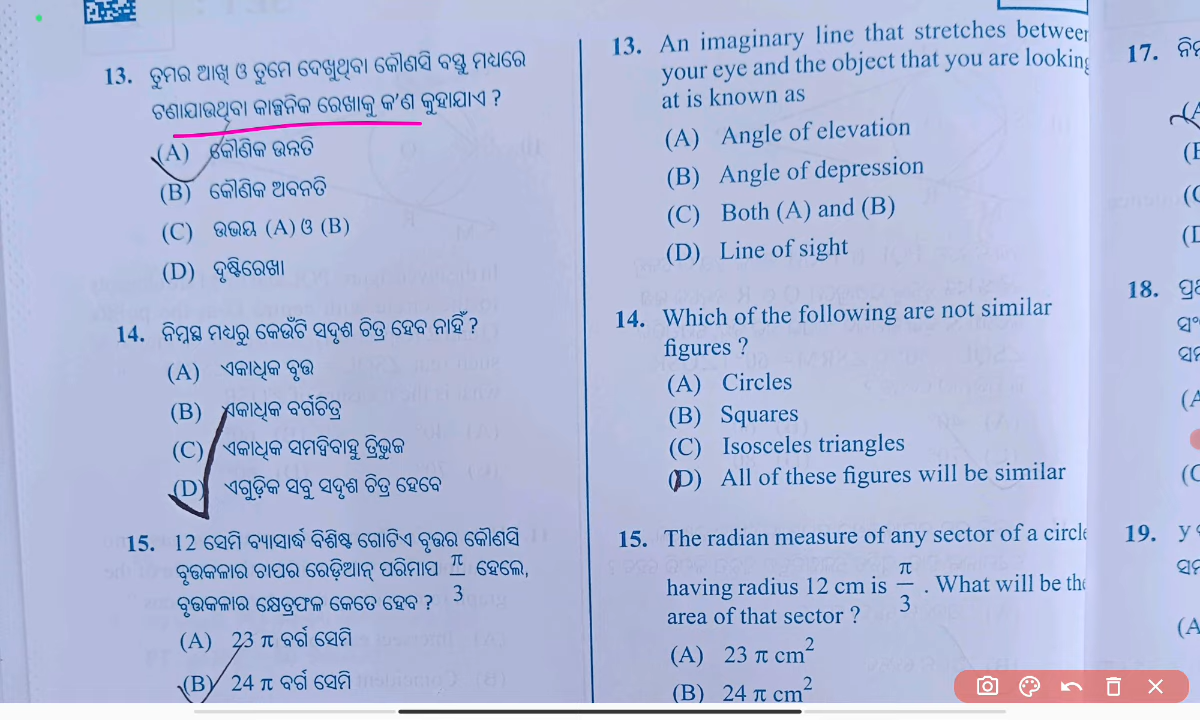 13. ତୁମର ଆଖି ଓ ତୁମେ ଦେଖୁଥିବା କୌଣସି ବସ୍ତୁ ମଧ୍ୟରେ
ଟଣାଯାଉଥିବା କାଳ୍ପନିକ ରେଖାକୁ କ'ଣ କୁହାଯାଏ ?
(A) କୌଣିକ ଉନ୍ନତି
(B) କୌଣିକ ଅବନତି
(C) ଉଭୟ (A) ଓ (B)
(D) ଦୃଷ୍ଟିରେଖା
14. ନିମ୍ନସ୍ଥ ମଧ୍ୟରୁ କେଉଁଟି ସଦୃଶ ଚିତ୍ର ହେବ ନାହିଁ ?
(A) ଏକାଧିକ ବୃତ୍ତ
(B) ଏକାଧିକ ବର୍ଗଚିତ୍ର
(C) ଏକାଧିକ ସମଦ୍ବିବାହୁ ତ୍ରିଭୁଜ
(D) ଏଗୁଡ଼ିକ ସବୁ ସଦୃଶ ଚିତ୍ର ହେବେ
15. 12 ସେମି ବ୍ୟାସାର୍ଦ୍ଧ ବିଶିଷ୍ଟ ଗୋଟିଏ ବୃତ୍ତର କୌଣସି
ବୃତ୍ତକଳାର ଚାପର ରେଡ଼ିଆନ୍ ପରିମାପ π/3 ହେଲେ,
ବୃତ୍ତକଳାର କ୍ଷେତ୍ରଫଳ କେତେ ହେବ ?
(A) 23 π ବର୍ଗ ସେମି
(B) 24 π ବର୍ଗ ସେମି
13. An imaginary line that stretches between
your eye and the object that you are looking
at is known as
(A) Angle of elevation
(B) Angle of depression
(C) Both (A) and (B)
(D) Line of sight
14. Which of the following are not similar
figures ?
(A) Circles
(B) Squares
(C) Isosceles triangles
(D) All of these figures will be similar
15. The radian measure of any sector of a circle
having radius 12 cm is π/3 . What will be the
area of that sector ?
(A) 23 π cm²
(B) 24 π cm²
17.
18.
19. y